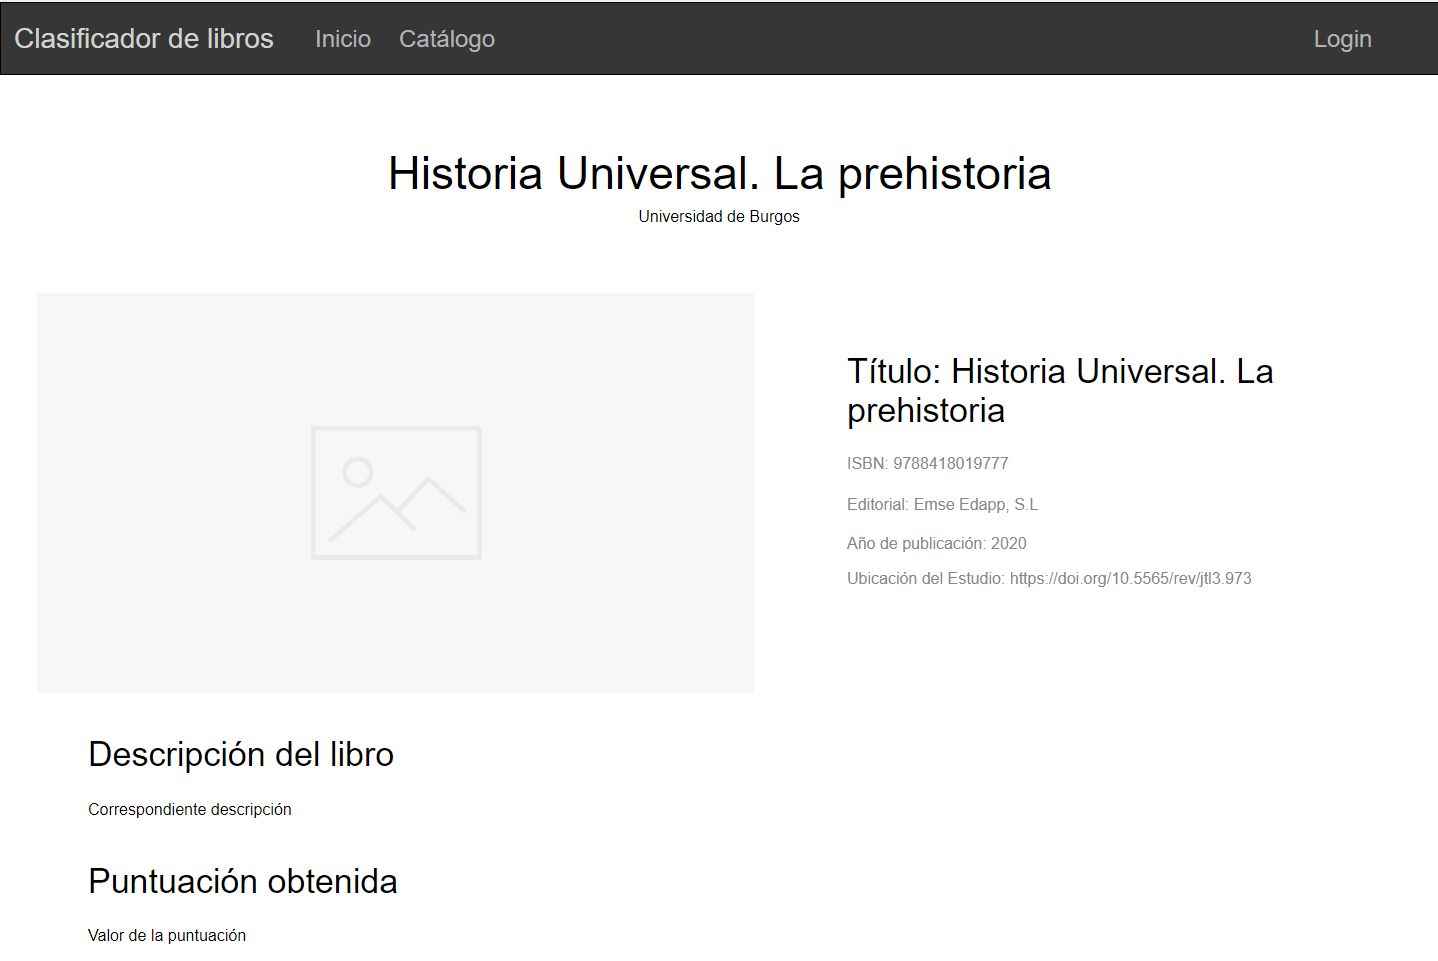 Clasificador de libros Inicio Catálogo Login
Historia Universal. La prehistoria
Universidad de Burgos
Título: Historia Universal. La
prehistoria
ISBN: 9788418019777
Editorial: Emse Edapp, S.L
Año de publicación: 2020
Ubicación del Estudio: https://doi.org/10.5565/rev/jtl3.973
Descripción del libro
Correspondiente descripción
Puntuación obtenida
Valor de la puntuación